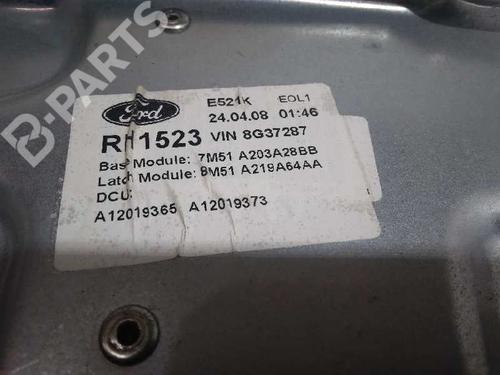 B-PARTS
Ford
E521K EOL1
24.04.08 01:46
R11523 VIN 8G37287
Base Module: 7M51 A203A28BB
Latch Module: 8M51 A219A64AA
DCU:
A12019365 A12019373